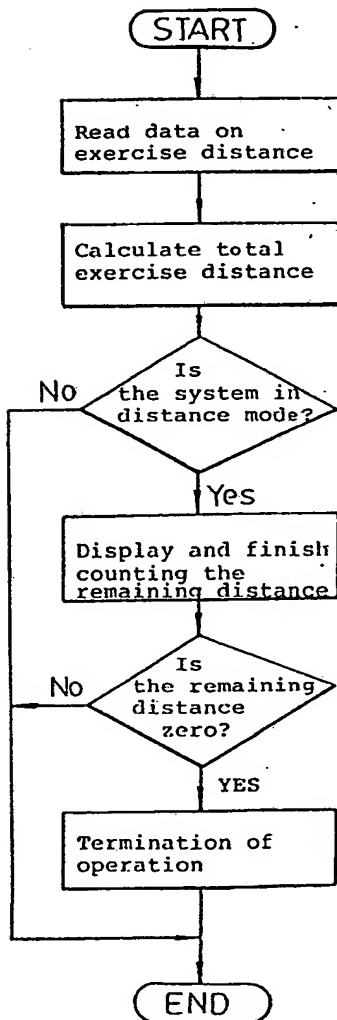 START
Read data on
exercise distance
Calculate total
exercise distance
Is
the system in
distance mode?
No
Yes
Display and finish
counting the
remaining distance
Is
the remaining
distance
zero?
No
YES
Termination of
operation
END